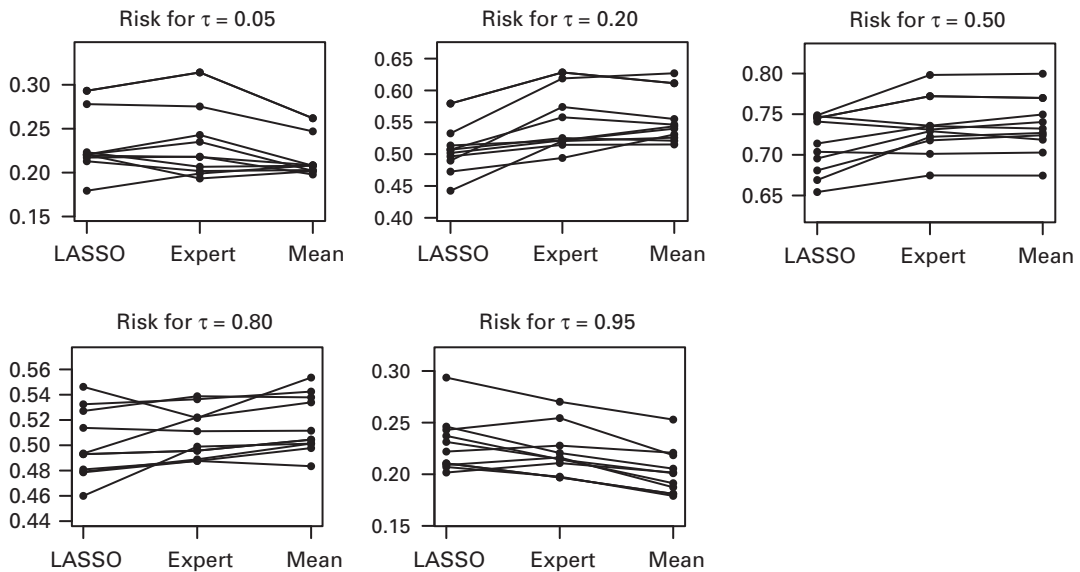 Risk for τ = 0.05
0.30
0.25
0.20
0.15
LASSO Expert Mean
Risk for τ = 0.20
0.65
0.60
0.55
0.50
0.45
0.40
LASSO Expert Mean
Risk for τ = 0.50
0.80
0.75
0.70
0.65
LASSO Expert Mean
Risk for τ = 0.80
0.56
0.54
0.52
0.50
0.48
0.46
0.44
LASSO Expert Mean
Risk for τ = 0.95
0.30
0.25
0.20
0.15
LASSO Expert Mean